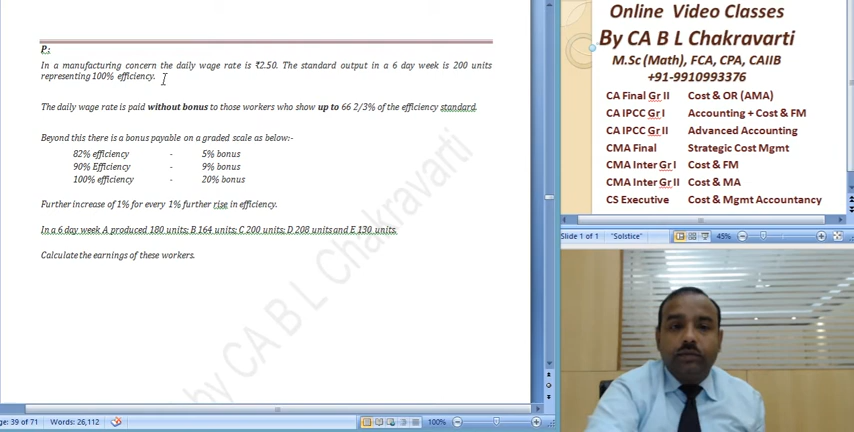 P:
In a manufacturing concern the daily wage rate is ₹2.50. The standard output in a 6 day week is 200 units
representing 100% efficiency.
The daily wage rate is paid without bonus to those workers who show up to 66 2/3% of the efficiency standard.
Beyond this there is a bonus payable on a graded scale as below:-
82% efficiency - 5% bonus
90% Efficiency - 9% bonus
100% efficiency - 20% bonus
Further increase of 1% for every 1% further rise in efficiency.
In a 6 day week A produced 180 units; B 164 units; C 200 units; D 208 units and E 130 units.
Calculate the earnings of these workers.
by CA B L Chakravarti
ge: 39 of 71 Words: 26,112 100%
Online Video Classes
By CA B L Chakravarti
M.Sc(Math), FCA, CPA, CAIIB
+91-9910993376
CA Final Gr II Cost & OR (AMA)
CA IPCC Gr I Accounting + Cost & FM
CA IPCC Gr II Advanced Accounting
CMA Final Strategic Cost Mgmt
CMA Inter Gr I Cost & FM
CMA Inter Gr II Cost & MA
CS Executive Cost & Mgmt Accountancy
Slide 1 of 1 "Solstice" 45%